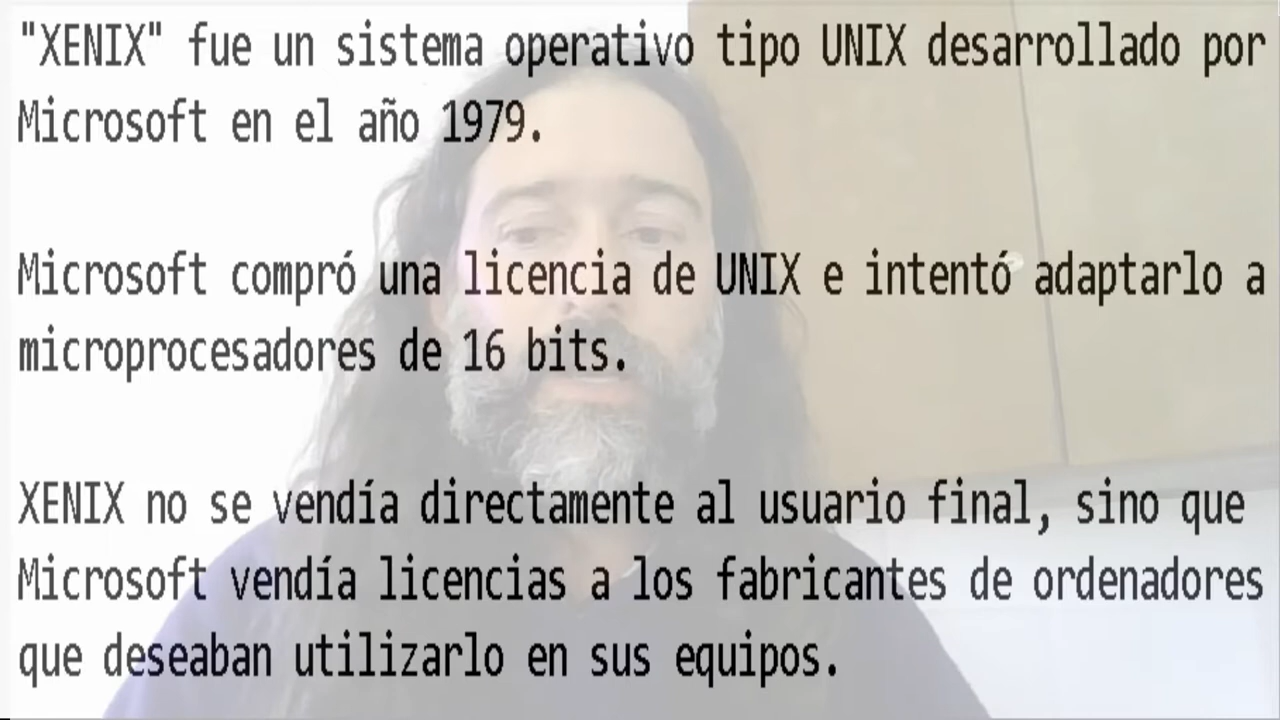 "XENIX" fue un sistema operativo tipo UNIX desarrollado por
Microsoft en el año 1979.
Microsoft compró una licencia de UNIX e intentó adaptarlo a
microprocesadores de 16 bits.
XENIX no se vendía directamente al usuario final, sino que
Microsoft vendía licencias a los fabricantes de ordenadores
que deseaban utilizarlo en sus equipos.